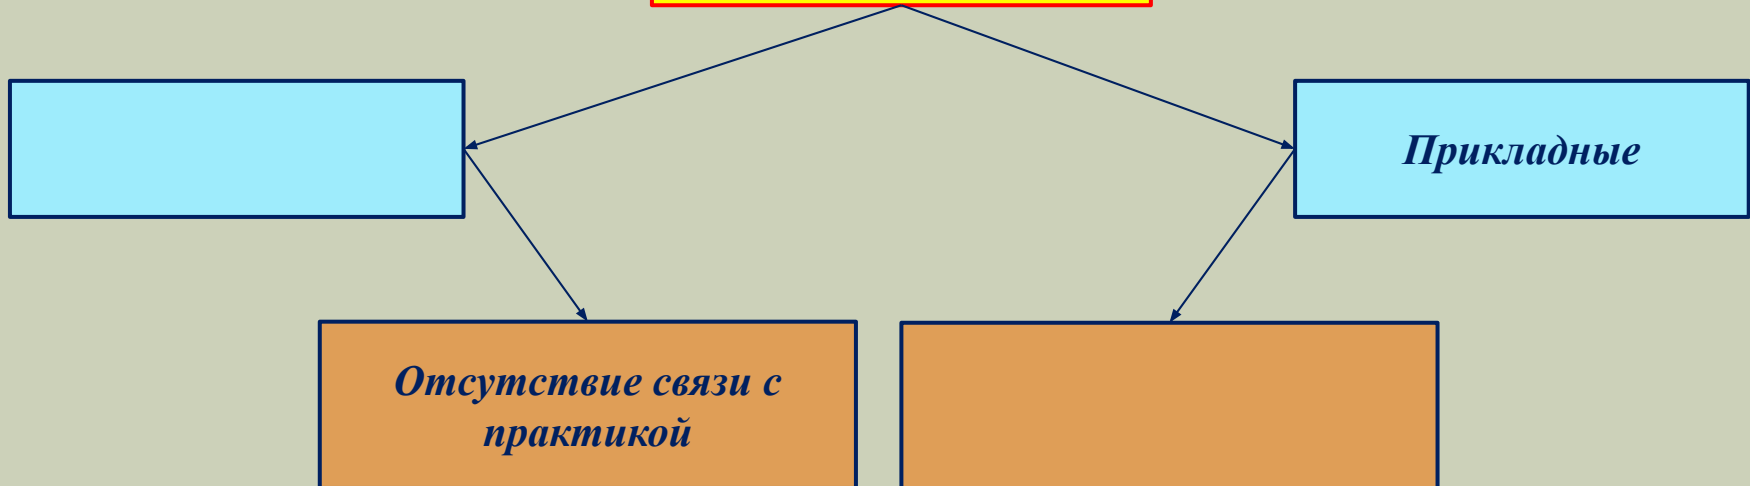 Прикладные
Отсутствие связи с
практикой